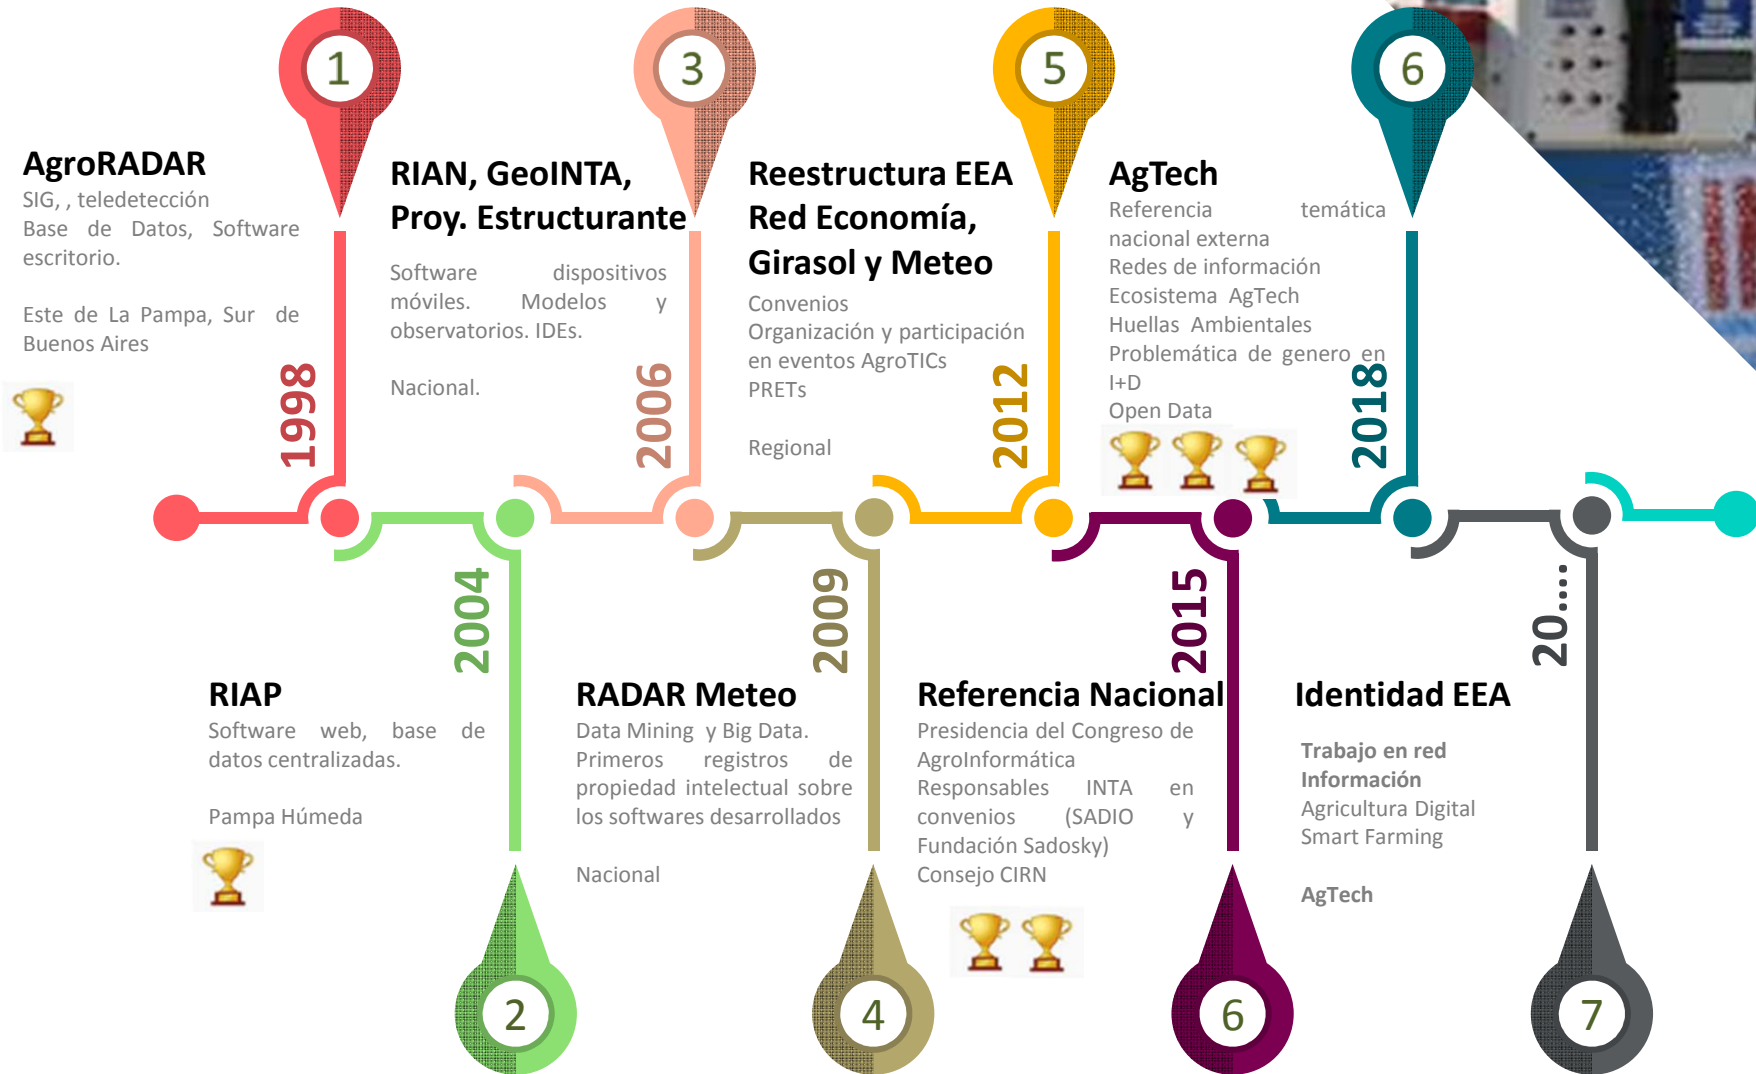 1
AgroRADAR
SIG, , teledetección
Base de Datos, Software
escritorio.
Este de La Pampa, Sur de
Buenos Aires
1998
2004
RIAP
Software web, base de
datos centralizadas.
Pampa Húmeda
2
3
RIAN, GeoINTA,
Proy. Estructurante
Software dispositivos
móviles. Modelos y
observatorios. IDEs.
Nacional.
2006
2009
RADAR Meteo
Data Mining y Big Data.
Primeros registros de
propiedad intelectual sobre
los softwares desarrollados
Nacional
4
5
Reestructura EEA
Red Economía,
Girasol y Meteo
Convenios
Organización y participación
en eventos AgroTICs
PRETs
Regional
2012
2015
Referencia Nacional
Presidencia del Congreso de
AgroInformática
Responsables INTA en
convenios (SADIO y
Fundación Sadosky)
Consejo CIRN
6
6
AgTech
Referencia temática
nacional externa
Redes de información
Ecosistema AgTech
Huellas Ambientales
Problemática de genero en
I+D
Open Data
2018
20....
Identidad EEA
Trabajo en red
Información
Agricultura Digital
Smart Farming
AgTech
7